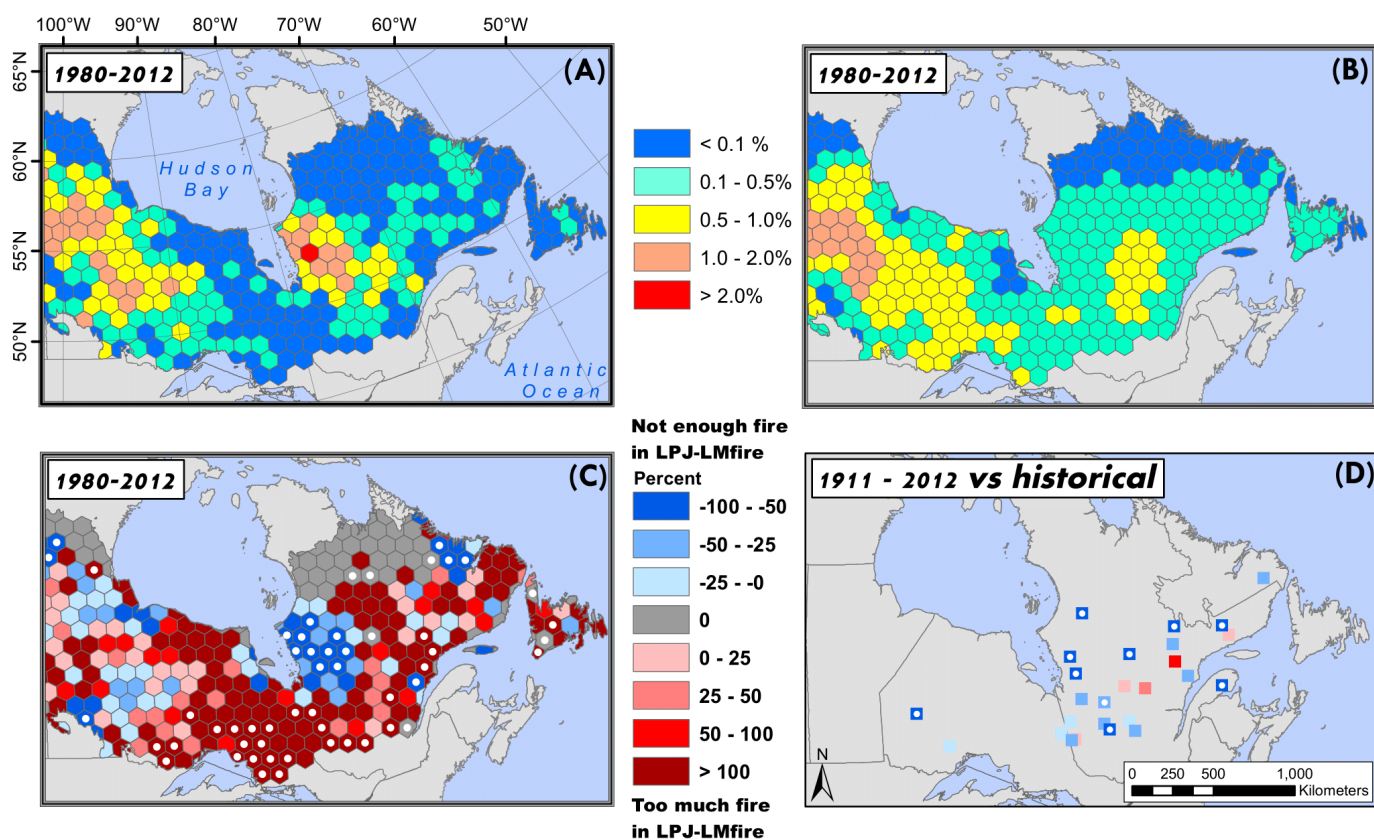 100°W 90°W 80°W 70°W 60°W 50°W
65°N
60°N
55°N
50°N
1980-2012
(A)
Hudson
Bay
Atlantic
Ocean
< 0.1 %
0.1 - 0.5%
0.5 - 1.0%
1.0 - 2.0%
> 2.0%
1980-2012
(B)
1980-2012
(C)
Not enough fire
in LPJ-LMfire
Percent
-100 - -50
-50 - -25
-25 - -0
0
0 - 25
25 - 50
50 - 100
> 100
Too much fire
in LPJ-LMfire
1911 - 2012 vs historical
(D)
N
0 250 500 1,000
Kilometers